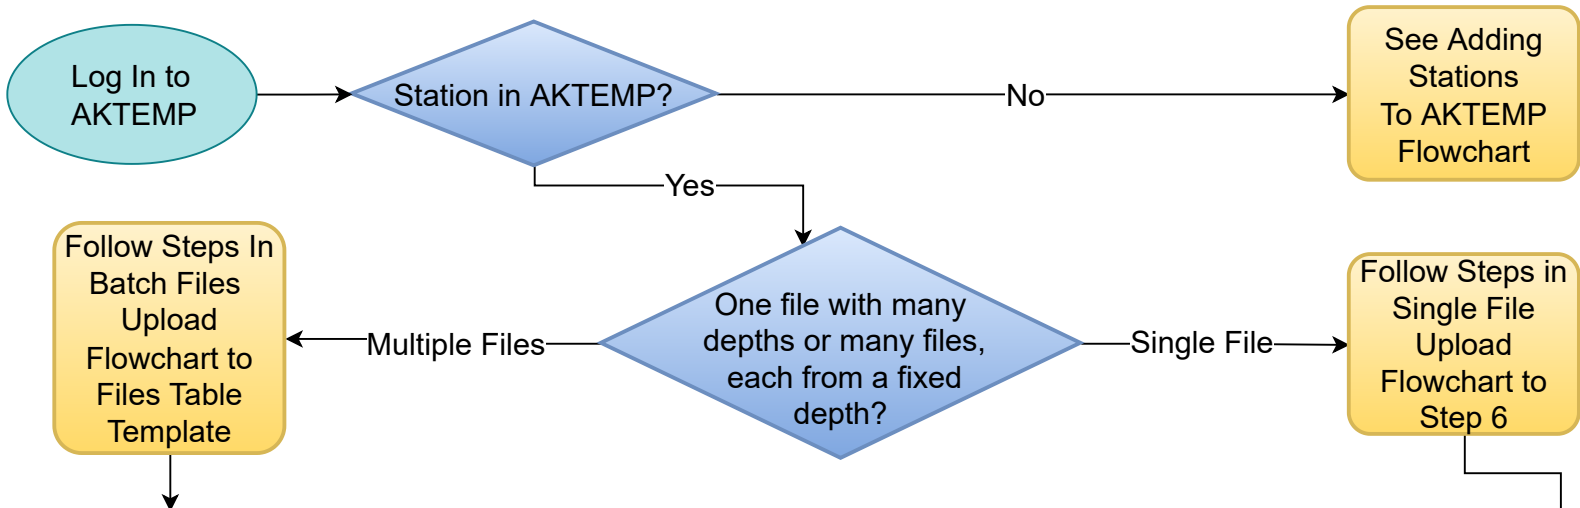 Log In to
AKTEMP
Station in AKTEMP?
No
See Adding
Stations
To AKTEMP
Flowchart
Yes
Follow Steps In
Batch Files
Upload
Flowchart to
Files Table
Template
Multiple Files
One file with many
depths or many files,
each from a fixed
depth?
Single File
Follow Steps in
Single File
Upload
Flowchart to
Step 6